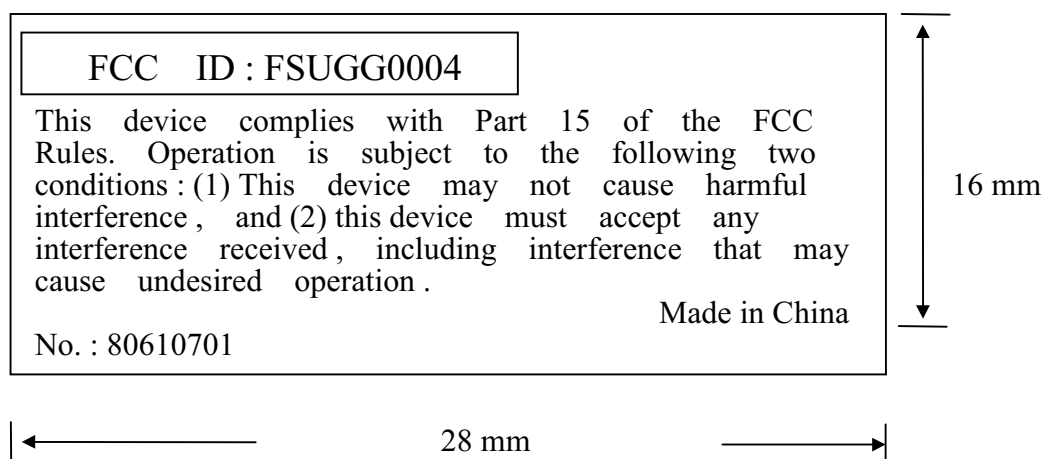 FCC ID : FSUGG0004
This device complies with Part 15 of the FCC
Rules. Operation is subject to the following two
conditions : (1) This device may not cause harmful
interference , and (2) this device must accept any
interference received , including interference that may
cause undesired operation .
Made in China
No. : 80610701
16 mm
28 mm